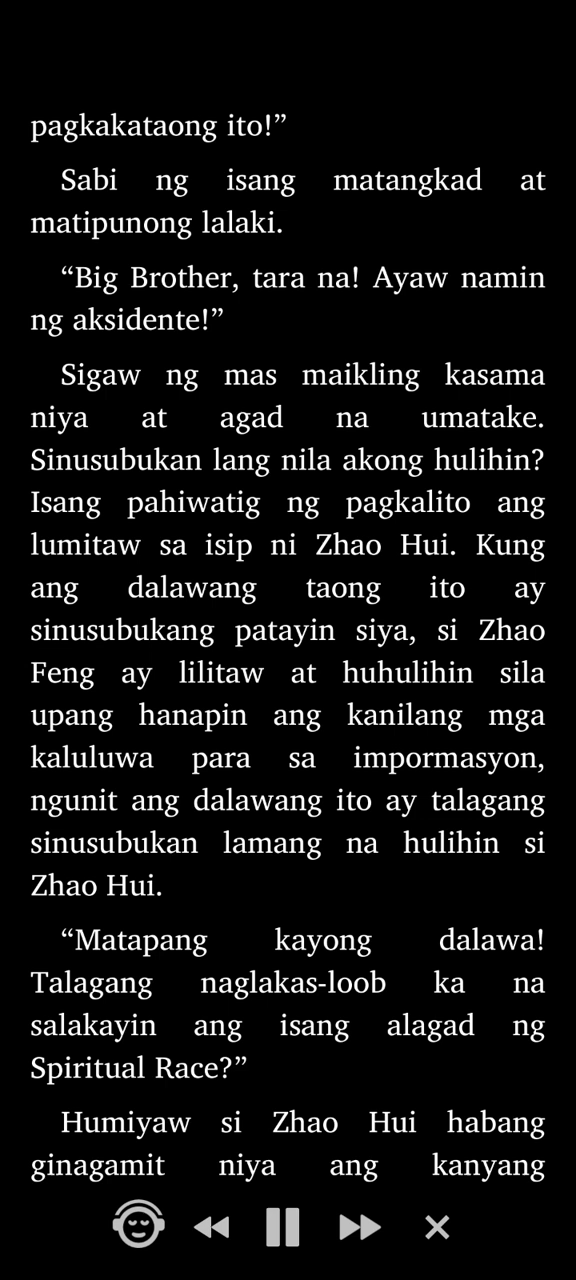 pagkakataong ito!”
Sabi ng isang matangkad at
matipunong lalaki.
“Big Brother, tara na! Ayaw namin
ng aksidente!”
Sigaw ng mas maikling kasama
niya at agad na umatake.
Sinusubukan lang nila akong hulihin?
Isang pahiwatig ng pagkalito ang
lumitaw sa isip ni Zhao Hui. Kung
ang dalawang taong ito ay
sinusubukang patayin siya, si Zhao
Feng ay lilitaw at huhulihin sila
upang hanapin ang kanilang mga
kaluluwa para sa impormasyon,
ngunit ang dalawang ito ay talagang
sinusubukan lamang na hulihin si
Zhao Hui.
“Matapang kayong dalawa!
Talagang naglakas-loob ka na
salakayin ang isang alagad ng
Spiritual Race?”
Humiyaw si Zhao Hui habang
ginagamit niya ang kanyang